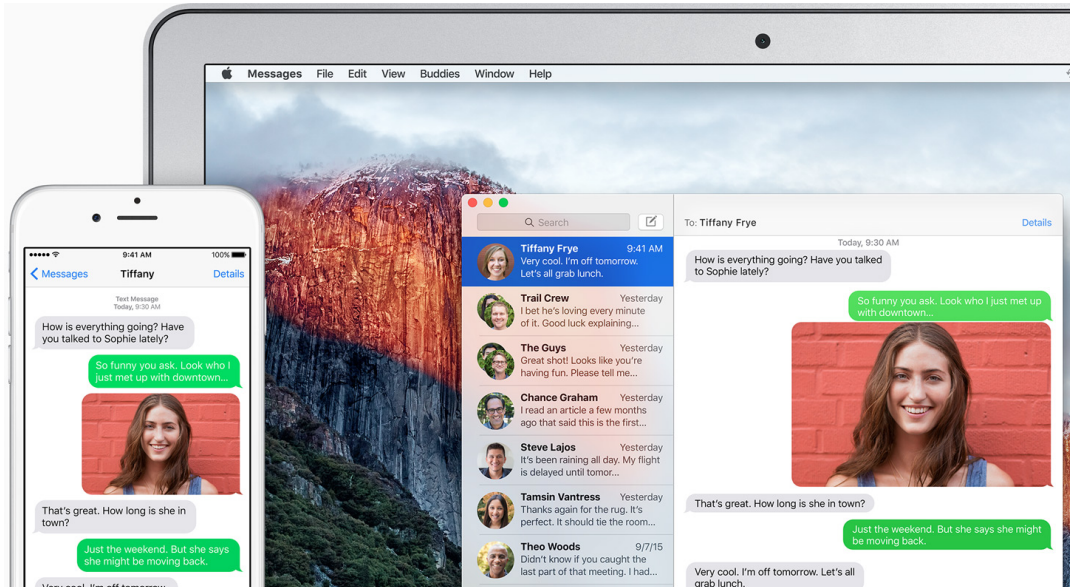 Messages File Edit View Buddies Window Help
9:41 AM 100%
Messages Tiffany Details
Text Message
Today, 9:30 AM
How is everything going? Have
you talked to Sophie lately?
So funny you ask. Look who I
just met up with downtown...
That's great. How long is she in
town?
Just the weekend. But she says
she might be moving back.
Very cool. I'm off tomorrow.
Search
Tiffany Frye 9:41 AM
Very cool. I'm off tomorrow.
Let's all grab lunch.
Trail Crew Yesterday
I bet he's loving every minute
of it. Good luck explaining...
The Guys Yesterday
Great shot! Looks like you're
having fun. Please tell me...
Chance Graham Yesterday
I read an article a few months
ago that said this is the first...
Steve Lajos Yesterday
It's been raining all day. My flight
is delayed until tomor...
Tamsin Vantress Yesterday
Thanks again for the rug. It's
perfect. It should tie the room...
Theo Woods 9/7/15
Didn't know if you caught the
last part of that meeting. I had...
To: Tiffany Frye Details
Today, 9:30 AM
How is everything going? Have you talked
to Sophie lately?
So funny you ask. Look who I just met up
with downtown...
That's great. How long is she in town?
Just the weekend. But she says she might
be moving back.
Very cool. I'm off tomorrow. Let's all
grab lunch.